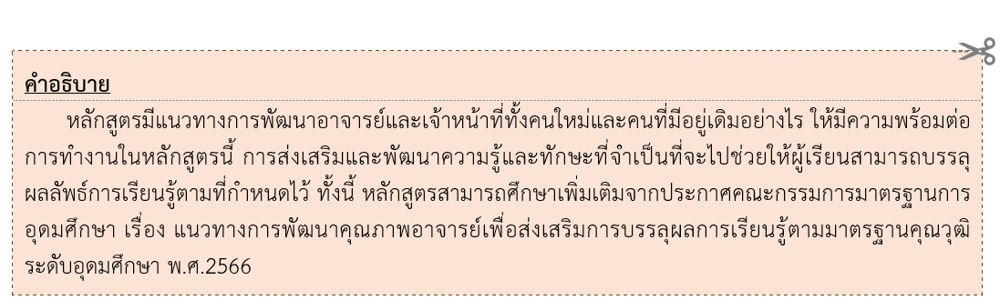 คำอธิบาย
หลักสูตรมีแนวทางการพัฒนาอาจารย์และเจ้าหน้าที่ทั้งคนใหม่และคนที่มีอยู่เดิมอย่างไร ให้มีความพร้อมต่อ
การทำงานในหลักสูตรนี้ การส่งเสริมและพัฒนาความรู้และทักษะที่จำเป็นที่จะไปช่วยให้ผู้เรียนสามารถบรรลุ
ผลลัพธ์การเรียนรู้ตามที่กำหนดไว้ ทั้งนี้ หลักสูตรสามารถศึกษาเพิ่มเติมจากประกาศคณะกรรมการมาตรฐานการ
อุดมศึกษา เรื่อง แนวทางการพัฒนาคุณภาพอาจารย์เพื่อส่งเสริมการบรรลุผลการเรียนรู้ตามมาตรฐานคุณวุฒิ
ระดับอุดมศึกษา พ.ศ.2566